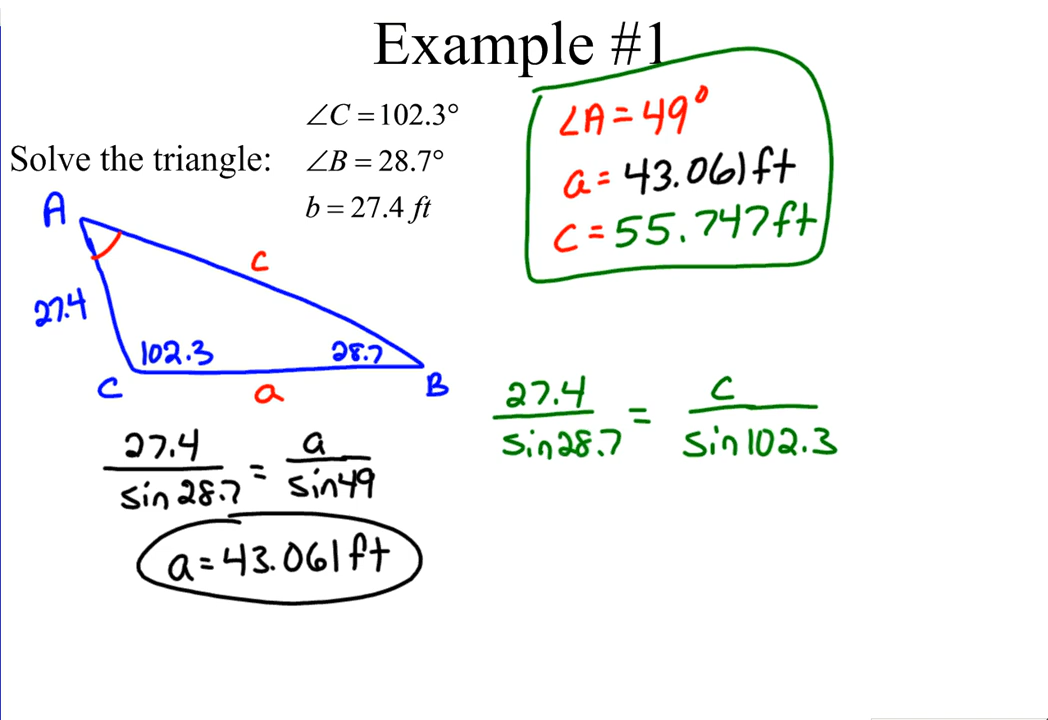 Example #1
∠C = 102.3°
Solve the triangle: ∠B = 28.7°
b = 27.4 ft
∠A = 49°
a = 43.061 ft
c = 55.747 ft
A
c
27.4
102.3
28.7
C
a
B
27.4 / sin 28.7 = a / sin 49
a = 43.061 ft
27.4 / sin 28.7 = c / sin 102.3